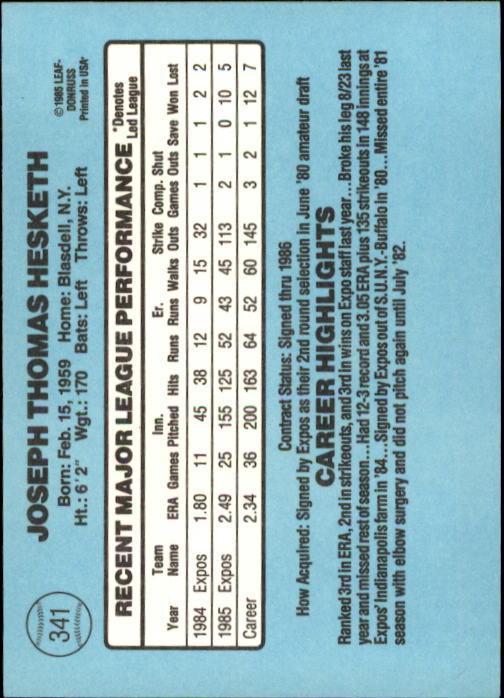 341
JOSEPH THOMAS HESKETH
Born: Feb. 15, 1959 Home: Blasdell, N.Y.
Ht.: 6'2" Wgt.: 170 Bats: Left Throws: Left
©1985 LEAF-
DONRUSS
Printed in USA
RECENT MAJOR LEAGUE PERFORMANCE
*Denotes
Led League
Team Inn. Er. Strike Comp. Shut
Year Name ERA Games Pitched Hits Runs Runs Walks Outs Games Outs Save Won Lost
1984 Expos 1.80 11 45 38 12 9 15 32 1 1 1 2 2
1985 Expos 2.49 25 155 125 52 43 45 113 2 1 0 10 5
Career 2.34 36 200 163 64 52 60 145 3 2 1 12 7
Contract Status: Signed thru 1986
How Acquired: Signed by Expos as their 2nd round selection in June '80 amateur draft
CAREER HIGHLIGHTS
Ranked 3rd in ERA, 2nd in strikeouts, and 3rd in wins on Expo staff last year...Broke his leg 8/23 last
year and missed rest of season...Had 12-3 record and 3.05 ERA plus 135 strikeouts in 148 innings at
Expos' Indianapolis farm in '84...Signed by Expos out of S.U.N.Y.-Buffalo in '80...Missed entire '81
season with elbow surgery and did not pitch again until July '82.